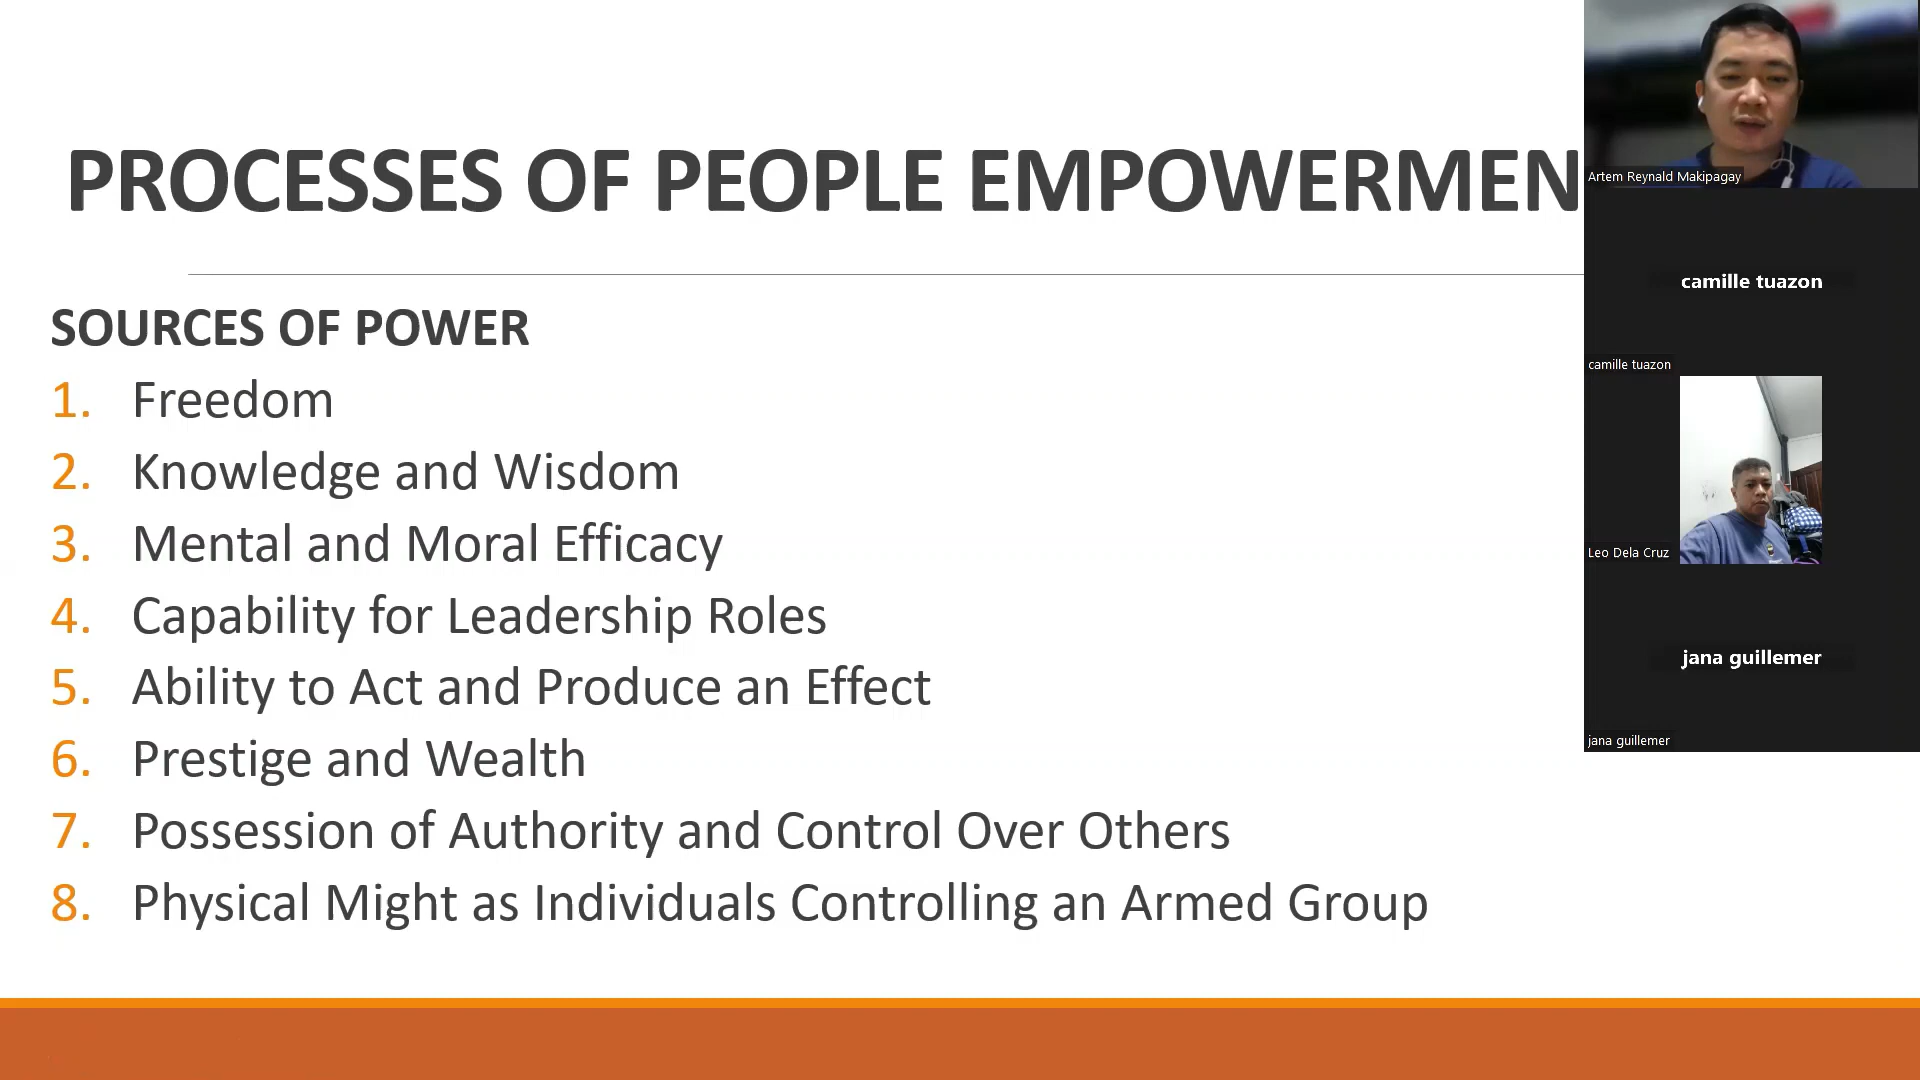 PROCESSES OF PEOPLE EMPOWERMEN
SOURCES OF POWER
1. Freedom
2. Knowledge and Wisdom
3. Mental and Moral Efficacy
4. Capability for Leadership Roles
5. Ability to Act and Produce an Effect
6. Prestige and Wealth
7. Possession of Authority and Control Over Others
8. Physical Might as Individuals Controlling an Armed Group
Artem Reynald Makipagay
camille tuazon
camille tuazon
Leo Dela Cruz
jana guillemer
jana guillemer